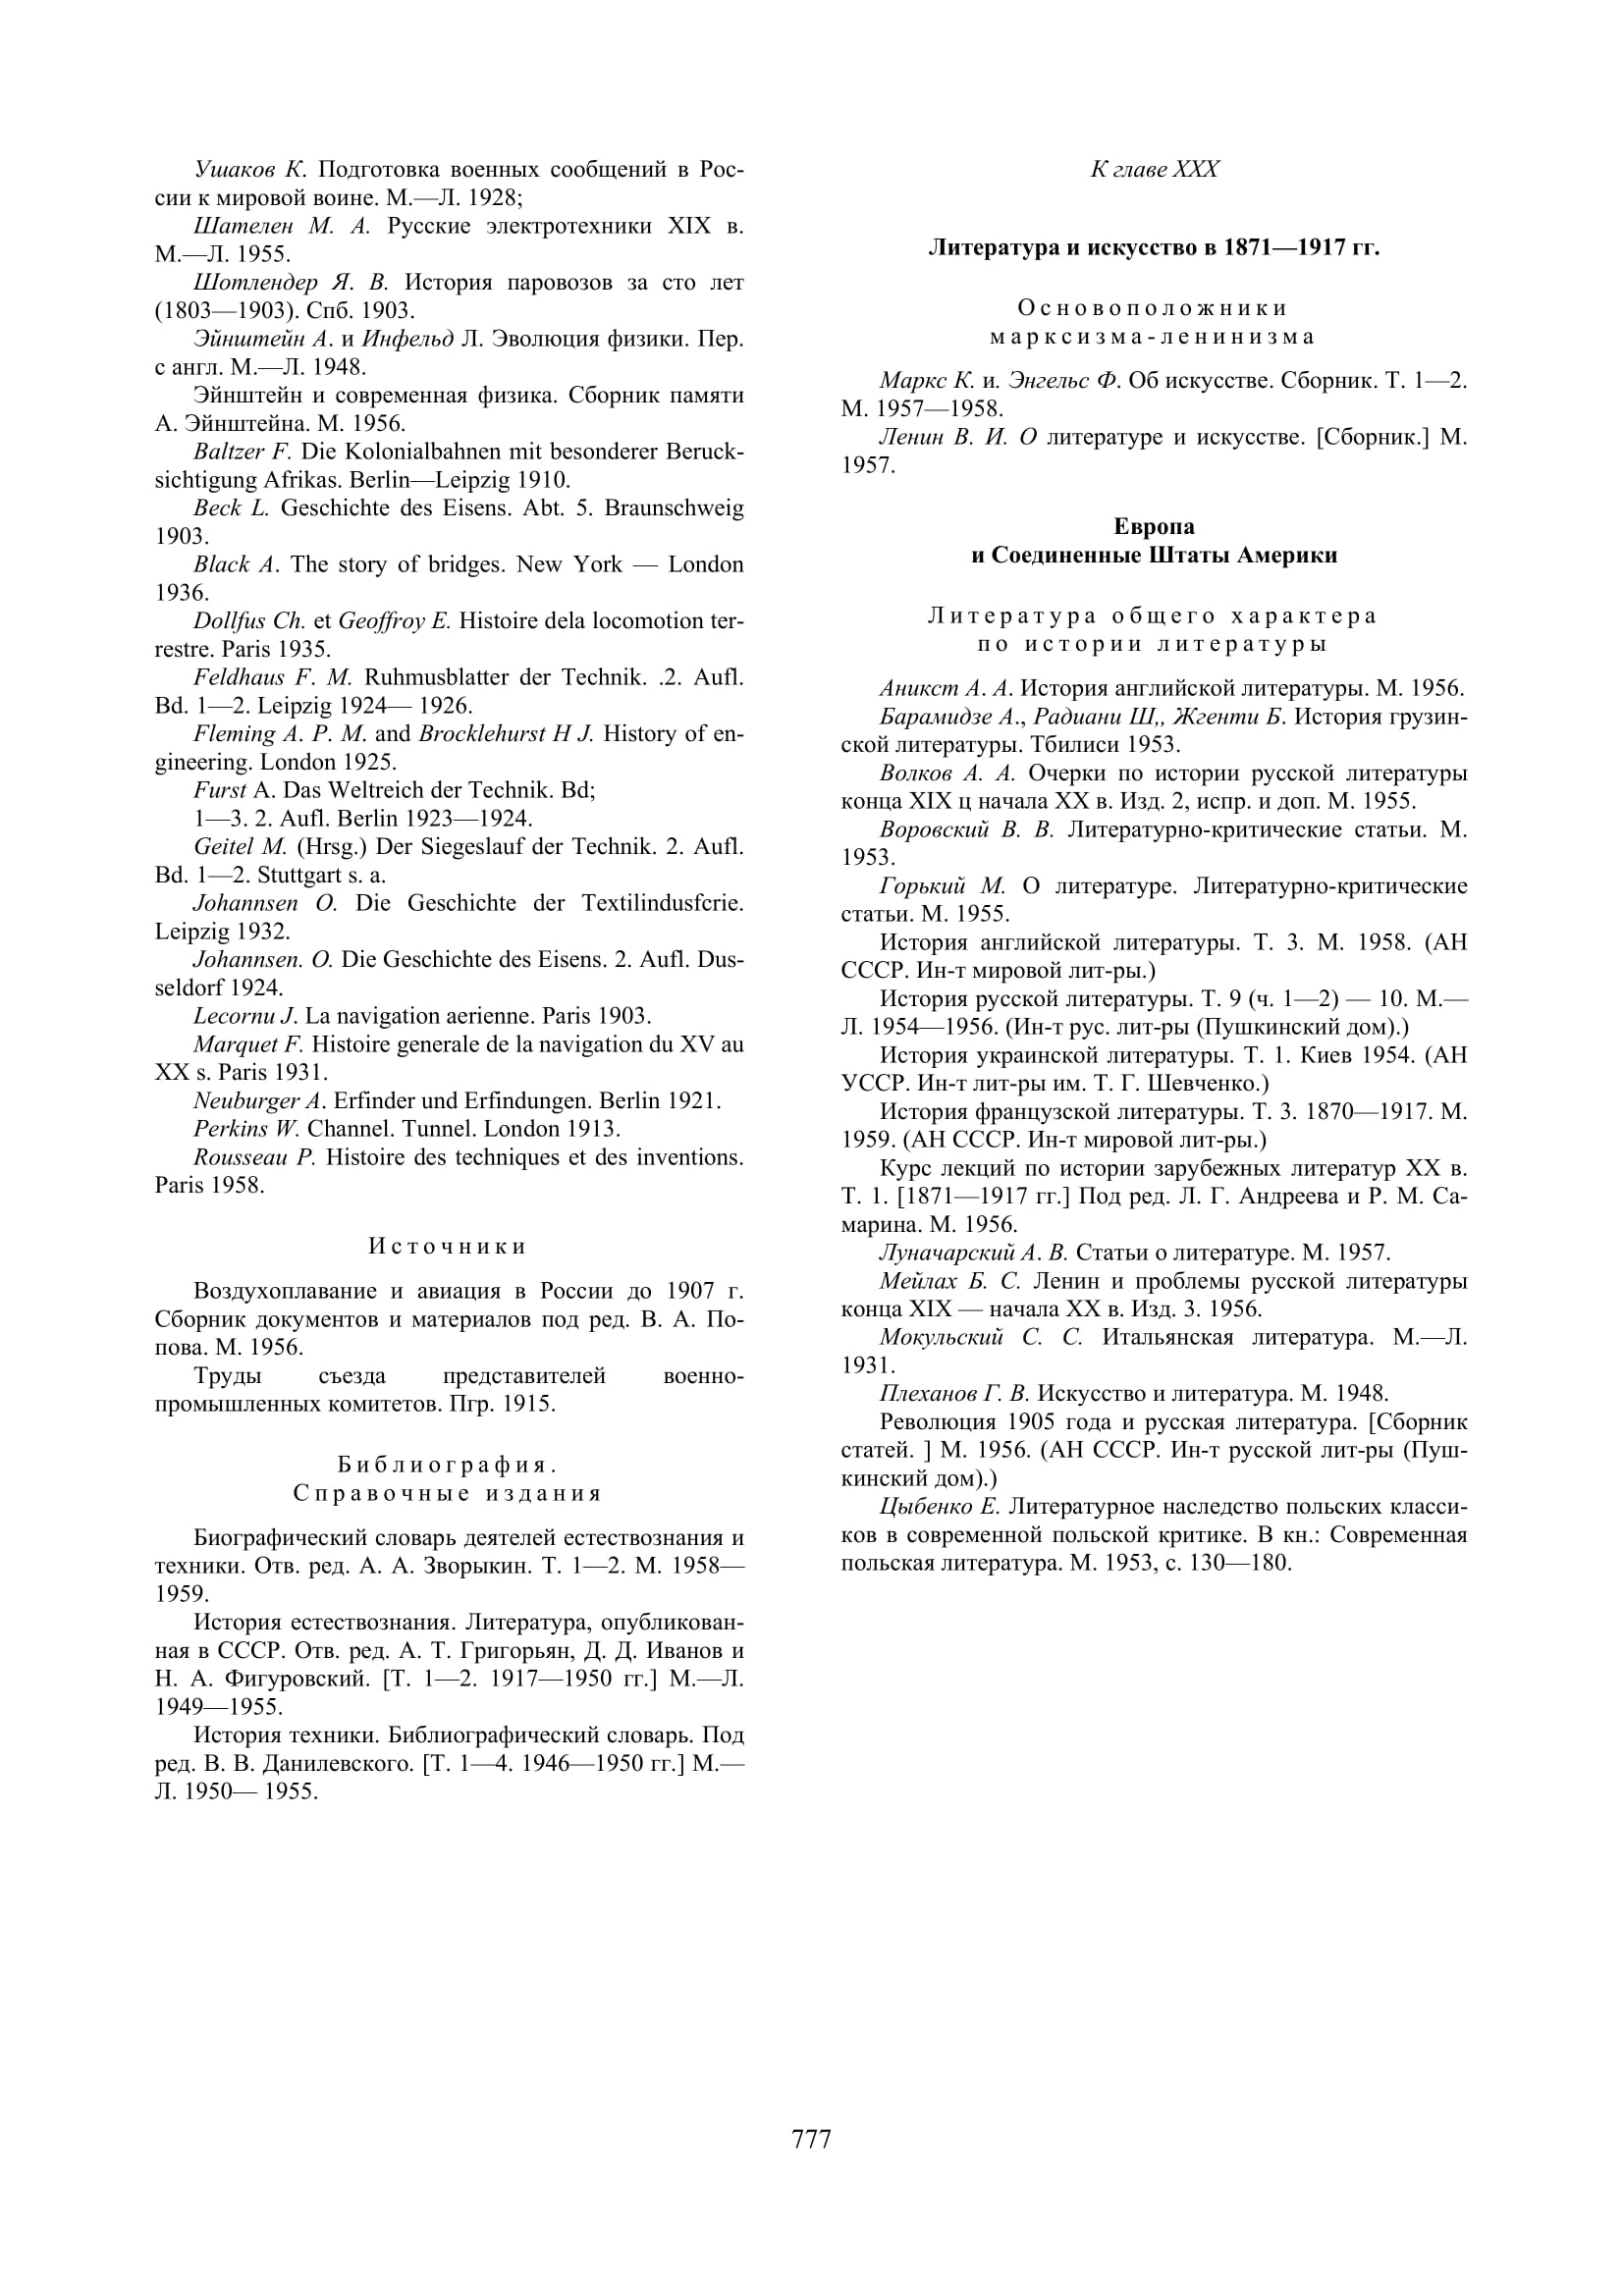 Ушаков К. Подготовка военных сообщений в Рос-
сии к мировой воине. М.—Л. 1928;
Шателен М. А. Русские электротехники XIX в.
М.—Л. 1955.
Шотлендер Я. В. История паровозов за сто лет
(1803—1903). Спб. 1903.
Эйнштейн А. и Инфельд Л. Эволюция физики. Пер.
с англ. М.—Л. 1948.
Эйнштейн и современная физика. Сборник памяти
А. Эйнштейна. М. 1956.
Baltzer F. Die Kolonialbahnen mit besonderer Beruck-
sichtigung Afrikas. Berlin—Leipzig 1910.
Beck L. Geschichte des Eisens. Abt. 5. Braunschweig
1903.
Black A. The story of bridges. New York — London
1936.
Dollfus Ch. et Geoffroy E. Histoire dela locomotion ter-
restre. Paris 1935.
Feldhaus F. M. Ruhmusblatter der Technik. .2. Aufl.
Bd. 1—2. Leipzig 1924— 1926.
Fleming A. P. M. and Brocklehurst H J. History of en-
gineering. London 1925.
Furst A. Das Weltreich der Technik. Bd;
1—3. 2. Aufl. Berlin 1923—1924.
Geitel M. (Hrsg.) Der Siegeslauf der Technik. 2. Aufl.
Bd. 1—2. Stuttgart s. a.
Johannsen O. Die Geschichte der Textilindusfcrie.
Leipzig 1932.
Johannsen. O. Die Geschichte des Eisens. 2. Aufl. Dus-
seldorf 1924.
Lecornu J. La navigation aerienne. Paris 1903.
Marquet F. Histoire generale de la navigation du XV au
XX s. Paris 1931.
Neuburger A. Erfinder und Erfindungen. Berlin 1921.
Perkins W. Channel. Tunnel. London 1913.
Rousseau P. Histoire des techniques et des inventions.
Paris 1958.
Источники
Воздухоплавание и авиация в России до 1907 г.
Сборник документов и материалов под ред. В. А. По-
пова. М. 1956.
Труды съезда представителей военно-
промышленных комитетов. Пгр. 1915.
Библиография.
Справочные издания
Биографический словарь деятелей естествознания и
техники. Отв. ред. А. А. Зворыкин. Т. 1—2. М. 1958—
1959.
История естествознания. Литература, опубликован-
ная в СССР. Отв. ред. А. Т. Григорьян, Д. Д. Иванов и
Н. А. Фигуровский. [Т. 1—2. 1917—1950 гг.] М.—Л.
1949—1955.
История техники. Библиографический словарь. Под
ред. В. В. Данилевского. [Т. 1—4. 1946—1950 гг.] М.—
Л. 1950— 1955.
К главе XXX
Литература и искусство в 1871—1917 гг.
Основоположники
марксизма-ленинизма
Маркс К. и. Энгельс Ф. Об искусстве. Сборник. Т. 1—2.
М. 1957—1958.
Ленин В. И. О литературе и искусстве. [Сборник.] М.
1957.
Европа
и Соединенные Штаты Америки
Литература общего характера
по истории литературы
Аникст А. А. История английской литературы. М. 1956.
Барамидзе А., Радиани Ш,, Жгенти Б. История грузин-
ской литературы. Тбилиси 1953.
Волков А. А. Очерки по истории русской литературы
конца XIX ц начала XX в. Изд. 2, испр. и доп. М. 1955.
Воровский В. В. Литературно-критические статьи. М.
1953.
Горький М. О литературе. Литературно-критические
статьи. М. 1955.
История английской литературы. Т. 3. М. 1958. (АН
СССР. Ин-т мировой лит-ры.)
История русской литературы. Т. 9 (ч. 1—2) — 10. М.—
Л. 1954—1956. (Ин-т рус. лит-ры (Пушкинский дом).)
История украинской литературы. Т. 1. Киев 1954. (АН
УССР. Ин-т лит-ры им. Т. Г. Шевченко.)
История французской литературы. Т. 3. 1870—1917. М.
1959. (АН СССР. Ин-т мировой лит-ры.)
Курс лекций по истории зарубежных литератур XX в.
Т. 1. [1871—1917 гг.] Под ред. Л. Г. Андреева и Р. М. Са-
марина. М. 1956.
Луначарский А. В. Статьи о литературе. М. 1957.
Мейлах Б. С. Ленин и проблемы русской литературы
конца XIX — начала XX в. Изд. 3. 1956.
Мокульский С. С. Итальянская литература. М.—Л.
1931.
Плеханов Г. В. Искусство и литература. М. 1948.
Революция 1905 года и русская литература. [Сборник
статей. ] М. 1956. (АН СССР. Ин-т русской лит-ры (Пуш-
кинский дом).)
Цыбенко Е. Литературное наследство польских класси-
ков в современной польской критике. В кн.: Современная
польская литература. М. 1953, с. 130—180.
777